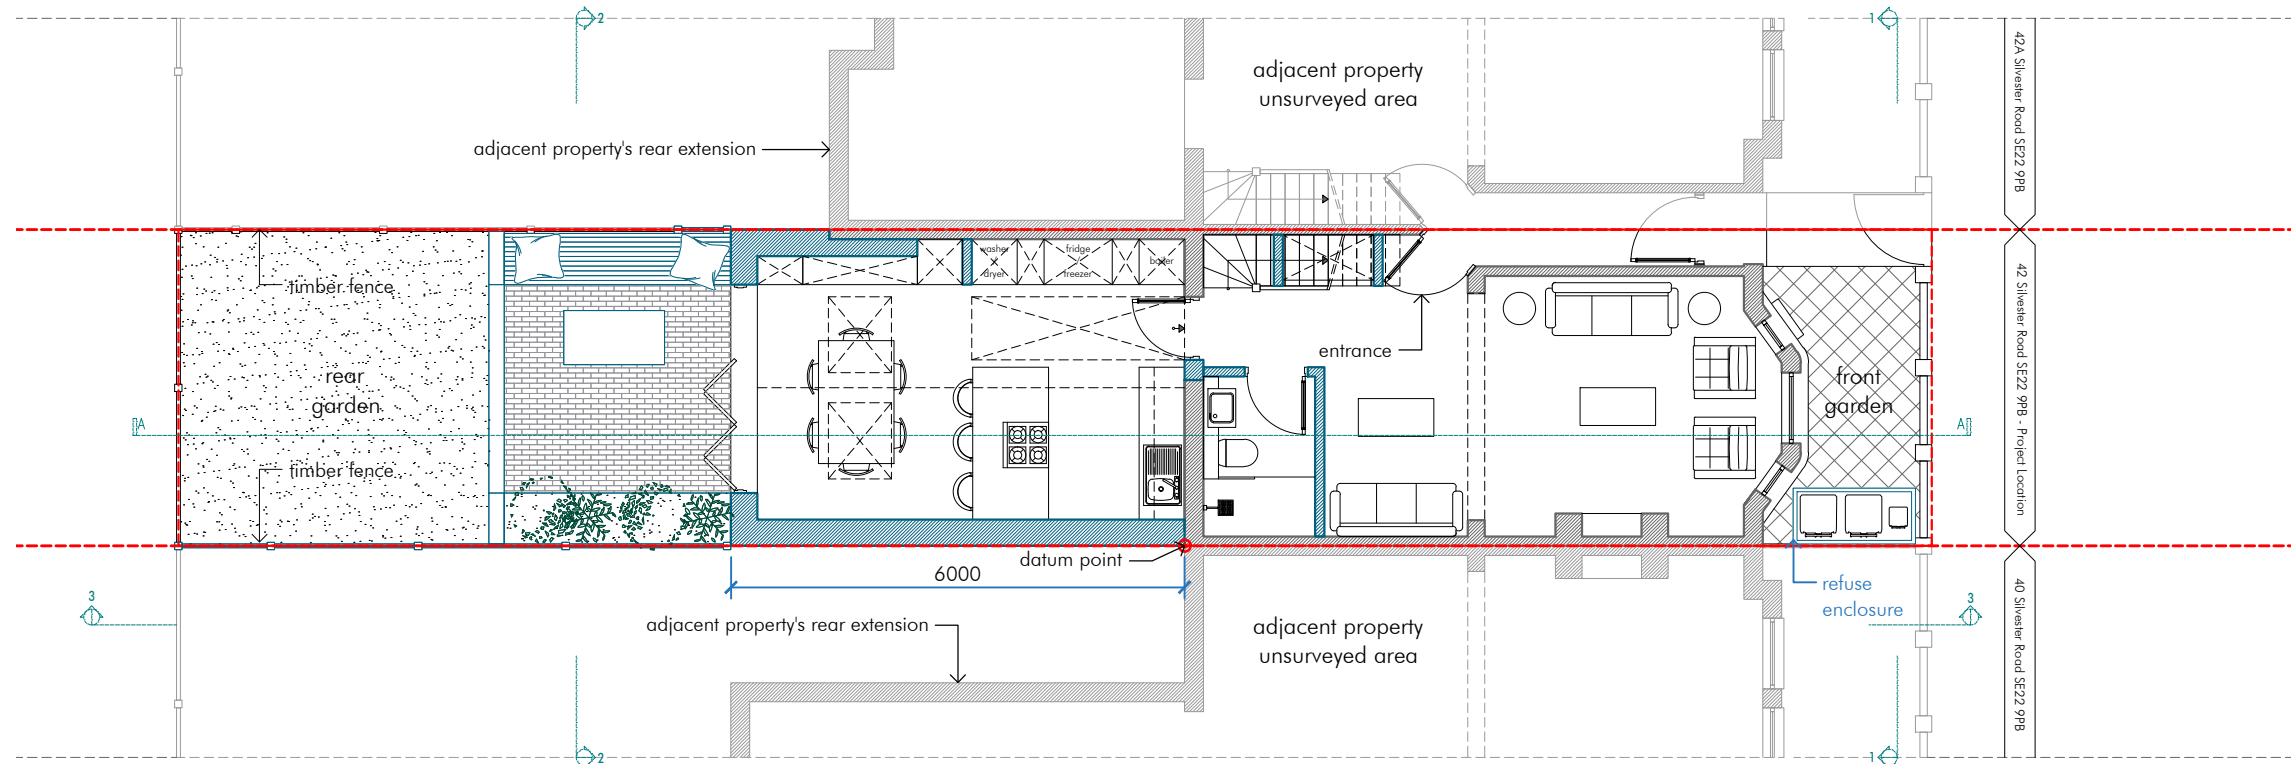 2
1
42A Silvester Road SE22 9PB
adjacent property
unsurveyed area
adjacent property's rear extension
washer
dryer
fridge
freezer
boiler
timber fence
42 Silvester Road SE22 9PB - Project Location
entrance
rear
garden
front
garden
A
A
timber fence
datum point
6000
refuse
enclosure
3
3
adjacent property's rear extension
adjacent property
unsurveyed area
40 Silvester Road SE22 9PB
2
1